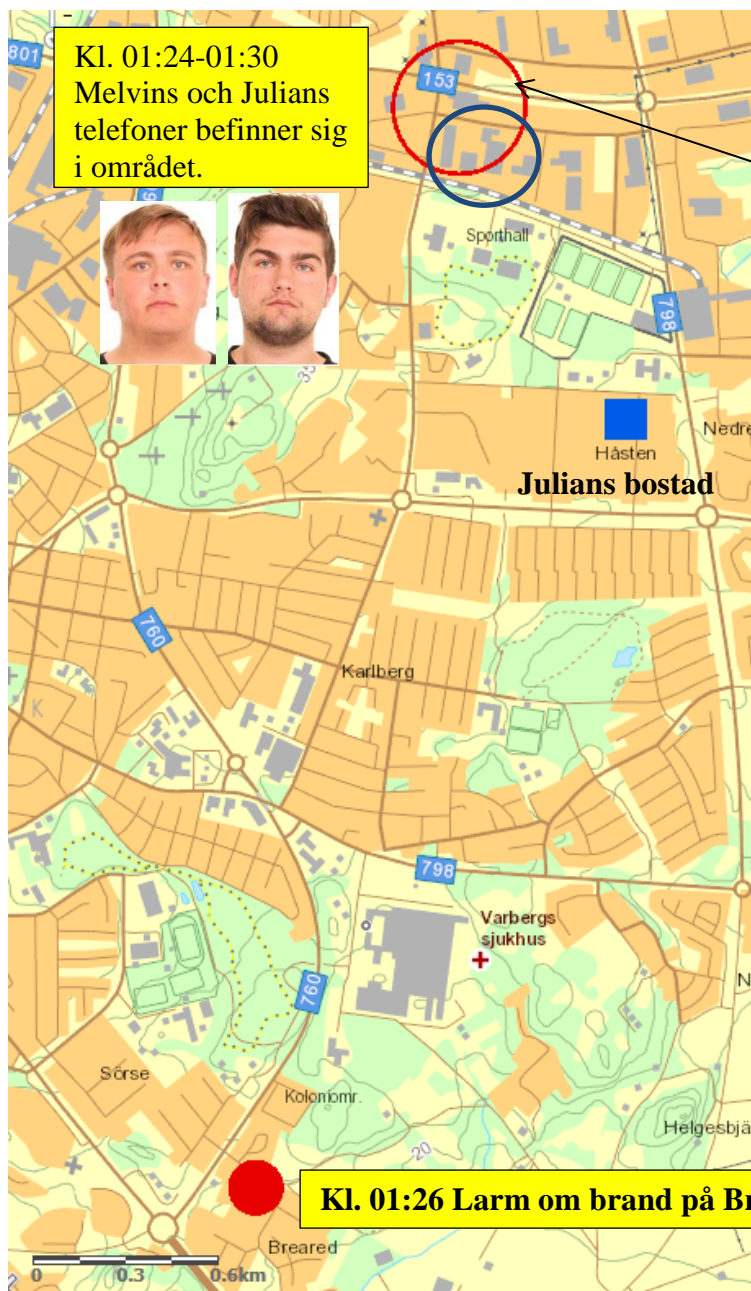 Kl. 01:24-01:30
Melvins och Julians
telefoner befinner sig
i området.
801
153
Sporthall
798
35
Håsten
Nedre
Julians bostad
760
Karlberg
K
798
Varbergs
sjukhus
760
N
Sörse
Koloniomr.
Helgesbjä
20
Kl. 01:26 Larm om brand på Br
Breared
0 0.3 0.6km